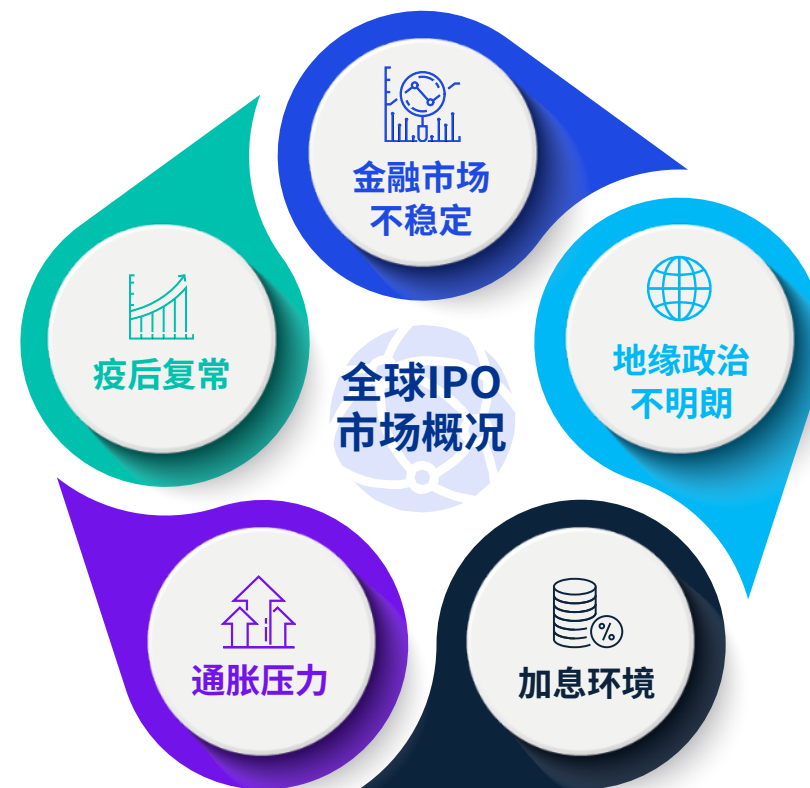 金融市场
不稳定
地缘政治
不明朗
疫后复常
全球IPO
市场概况
通胀压力
加息环境
%